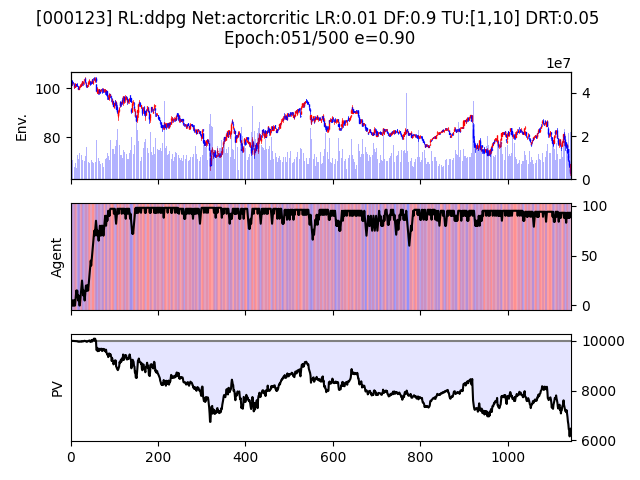 [000123] RL:ddpg Net:actorcritic LR:0.01 DF:0.9 TU:[1,10] DRT:0.05
Epoch:051/500 e=0.90
1e7
Env.
100
80
4
2
0
Agent
100
50
0
PV
10000
8000
6000
0 200 400 600 800 1000